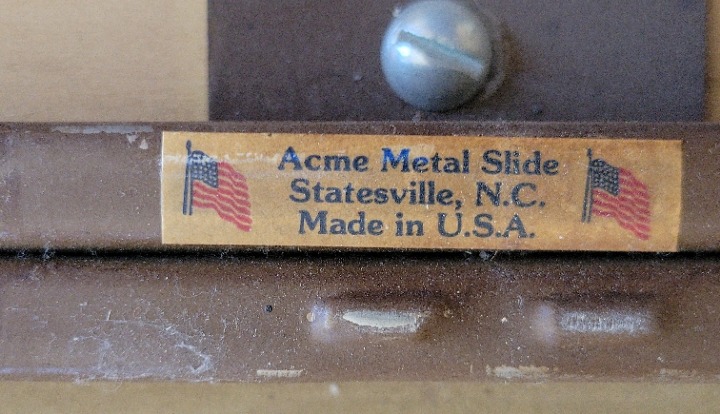 Acme Metal Slide
Statesville, N.C.
Made in U.S.A.